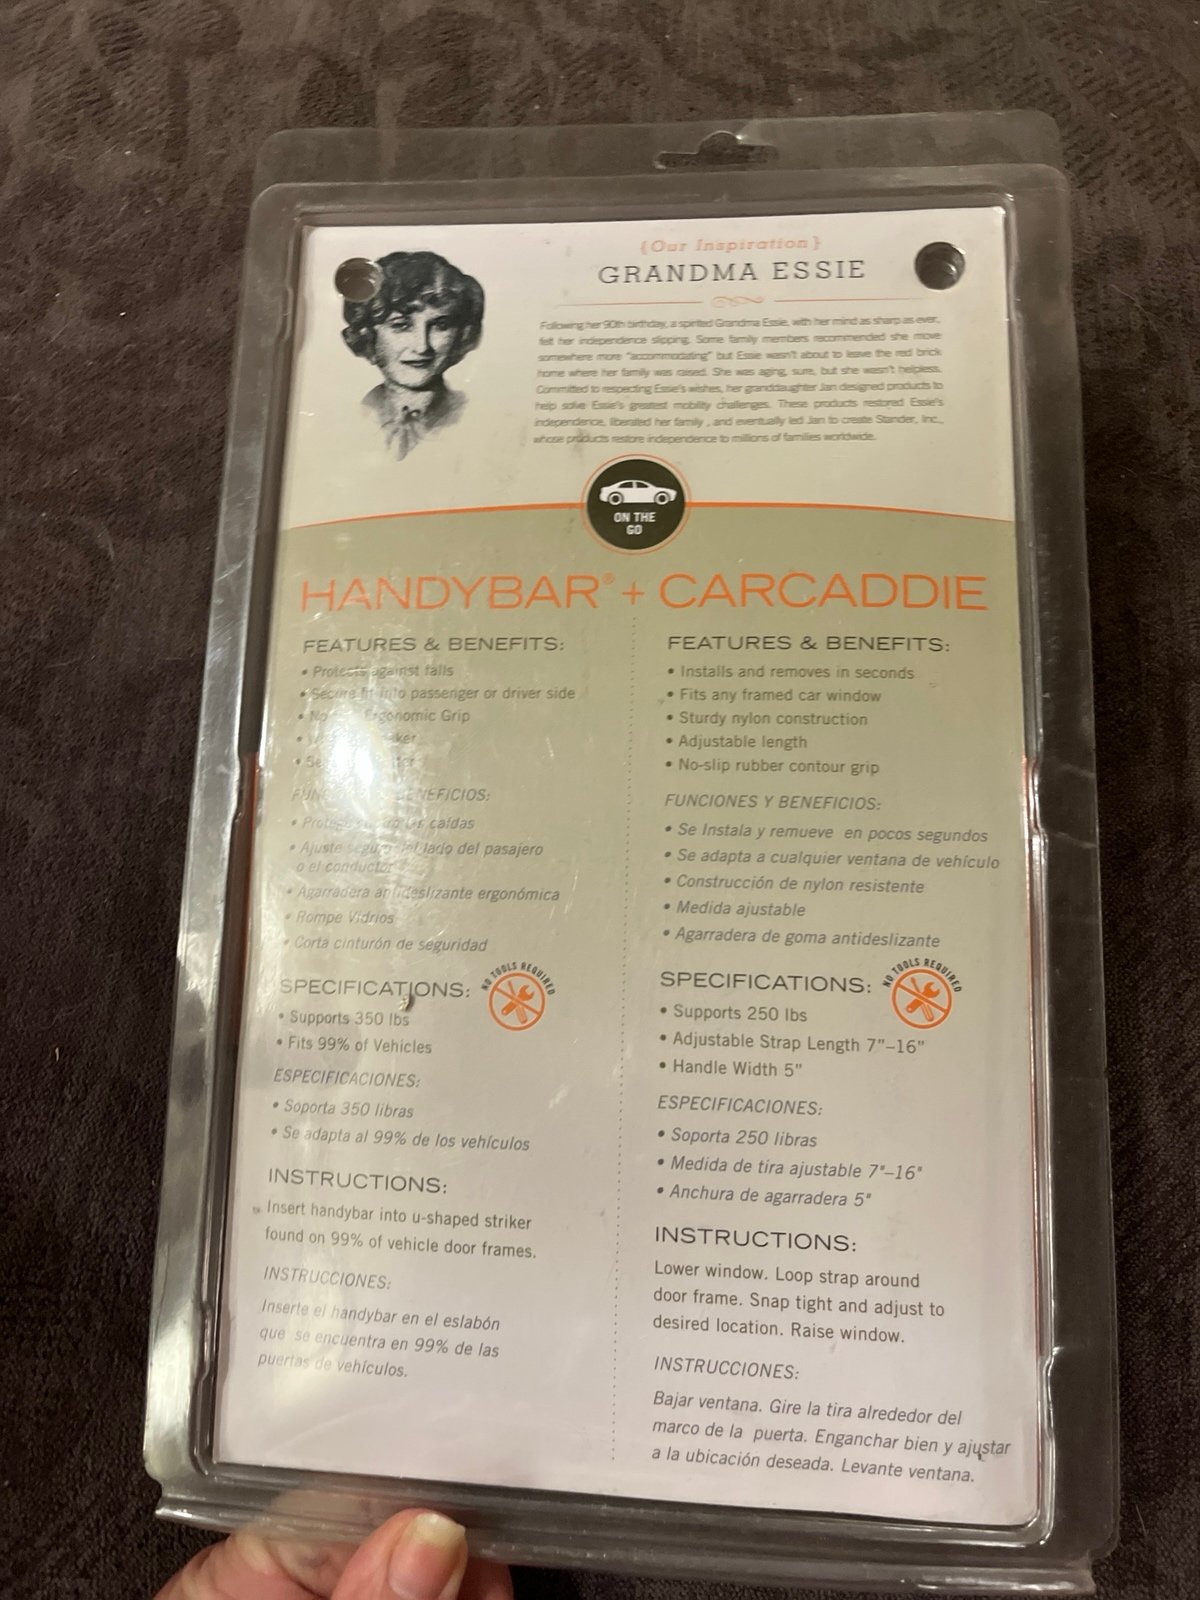 {Our Inspiration}
GRANDMA ESSIE
Following her 90th birthday, a spirited Grandma Essie, with her mind as sharp as ever,
felt her independence slipping. Some family members recommended she move
somewhere more "accommodating" but Essie wasn't about to leave the red brick
home where her family was raised. She was aging, sure, but she wasn't helpless.
Committed to respecting Essie's wishes, her granddaughter Jan designed products to
help solve Essie's greatest mobility challenges. These products restored Essie's
independence, liberated her family , and eventually led Jan to create Stander, Inc.,
whose products restore independence to millions of families worldwide.
ON THE
GO
HANDYBAR® + CARCADDIE
FEATURES & BENEFITS:
• Protects against falls
• Secure fit into passenger or driver side
• Ergonomic Grip
BENEFICIOS:
• caídas
• Ajuste seguro del lado del pasajero
o el conductor
• Agarradera antideslizante ergonómica
• Rompe Vidrios
• Corta cinturón de seguridad
SPECIFICATIONS:
NO TOOLS REQUIRED
• Supports 350 lbs
• Fits 99% of Vehicles
ESPECIFICACIONES:
• Soporta 350 libras
• Se adapta al 99% de los vehículos
INSTRUCTIONS:
Insert handybar into u-shaped striker
found on 99% of vehicle door frames.
INSTRUCCIONES:
Inserte el handybar en el eslabón
que se encuentra en 99% de las
puertas de vehículos.
FEATURES & BENEFITS:
• Installs and removes in seconds
• Fits any framed car window
• Sturdy nylon construction
• Adjustable length
• No-slip rubber contour grip
FUNCIONES Y BENEFICIOS:
• Se Instala y remueve en pocos segundos
• Se adapta a cualquier ventana de vehículo
• Construcción de nylon resistente
• Medida ajustable
• Agarradera de goma antideslizante
SPECIFICATIONS:
NO TOOLS REQUIRED
• Supports 250 lbs
• Adjustable Strap Length 7"–16"
• Handle Width 5"
ESPECIFICACIONES:
• Soporta 250 libras
• Medida de tira ajustable 7"–16"
• Anchura de agarradera 5"
INSTRUCTIONS:
Lower window. Loop strap around
door frame. Snap tight and adjust to
desired location. Raise window.
INSTRUCCIONES:
Bajar ventana. Gire la tira alrededor del
marco de la puerta. Enganchar bien y ajustar
a la ubicación deseada. Levante ventana.